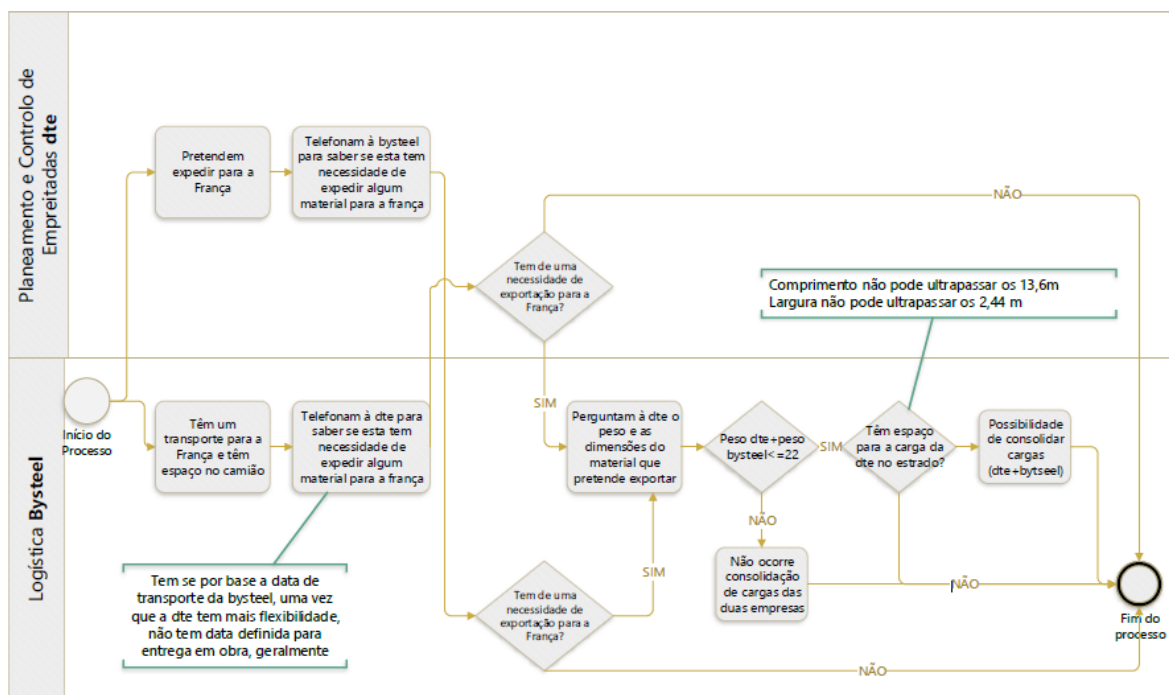 Planeamento e Controlo de
Empreitadas dte
Pretendem
expedir para a
França
Telefonam à bysteel
para saber se esta tem
necessidade de
expedir algum
material para a frança
Tem de uma
necessidade de
exportação para a
França?
NÃO
Comprimento não pode ultrapassar os 13,6m
Largura não pode ultrapassar os 2,44 m
Logística Bysteel
Início do
Processo
Têm um
transporte para a
França e têm
espaço no camião
Telefonam à dte para
saber se esta tem
necessidade de
expedir algum
material para a frança
SIM
Perguntam à dte o
peso e as
dimensões do
material que
pretende exportar
Peso dte+peso
bysteel< =22
SIM
Têm espaço
para a carga da
dte no estrado?
Possibilidade
de consolidar
cargas
(dte+bytseel)
NÃO
SIM
Não ocorre
consolidação
de cargas das
duas empresas
NÃO
Tem se por base a data de
transporte da bysteel, uma vez
que a dte tem mais flexibilidade,
não tem data definida para
entrega em obra, geralmente
Tem de uma
necessidade de
exportação para a
França?
NÃO
Fim do
processo